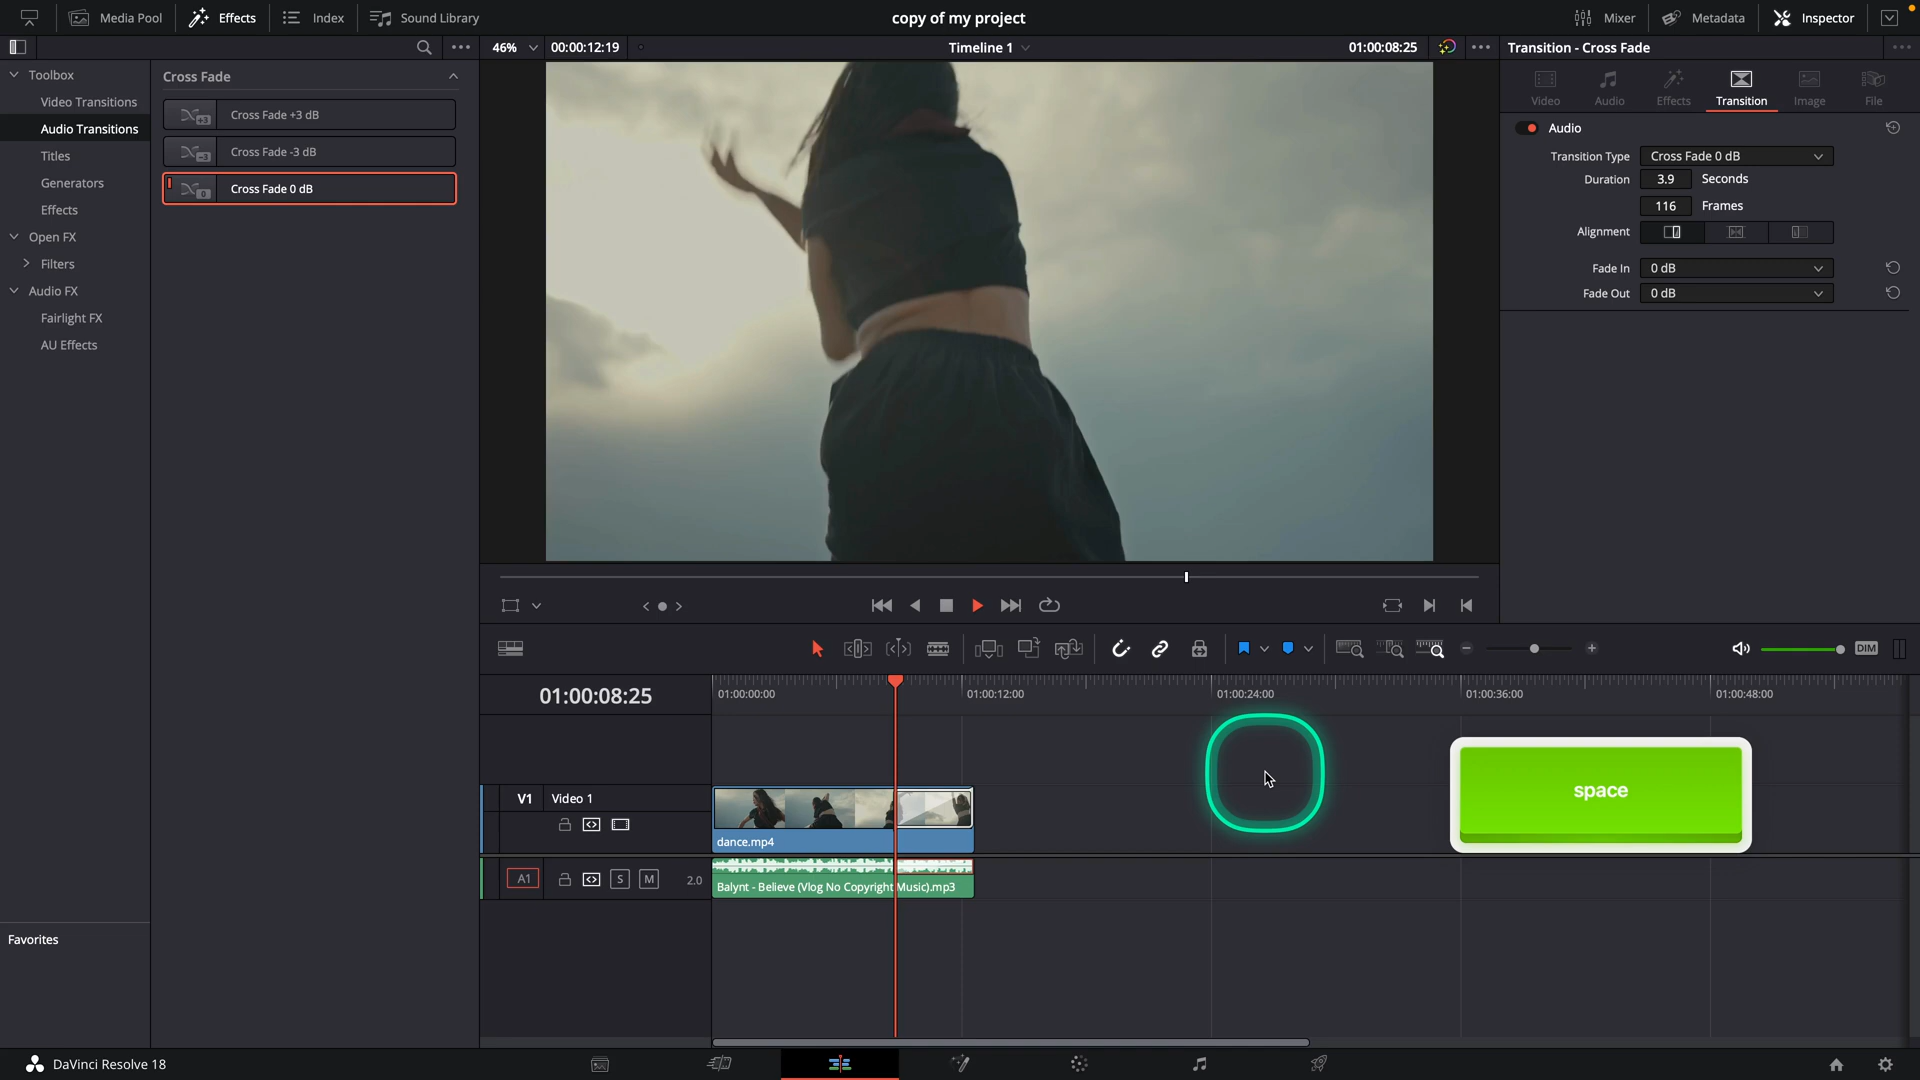 Media Pool
Effects
Index
Sound Library
copy of my project
Mixer
Metadata
Inspector
46%
00:00:12:19
Timeline 1
01:00:08:25
Transition - Cross Fade
Toolbox
Video Transitions
Audio Transitions
Titles
Generators
Effects
Open FX
Filters
Audio FX
Fairlight FX
AU Effects
Favorites
Cross Fade
+3
Cross Fade +3 dB
-3
Cross Fade -3 dB
0
Cross Fade 0 dB
Video
Audio
Effects
Transition
Image
File
Audio
Transition Type
Cross Fade 0 dB
Duration
3.9
Seconds
116
Frames
Alignment
Fade In
0 dB
Fade Out
0 dB
DIM
01:00:08:25
01:00:00:00
01:00:12:00
01:00:24:00
01:00:36:00
01:00:48:00
V1
Video 1
dance.mp4
space
A1
S
M
2.0
Balynt - Believe (Vlog No Copyright Music).mp3
DaVinci Resolve 18